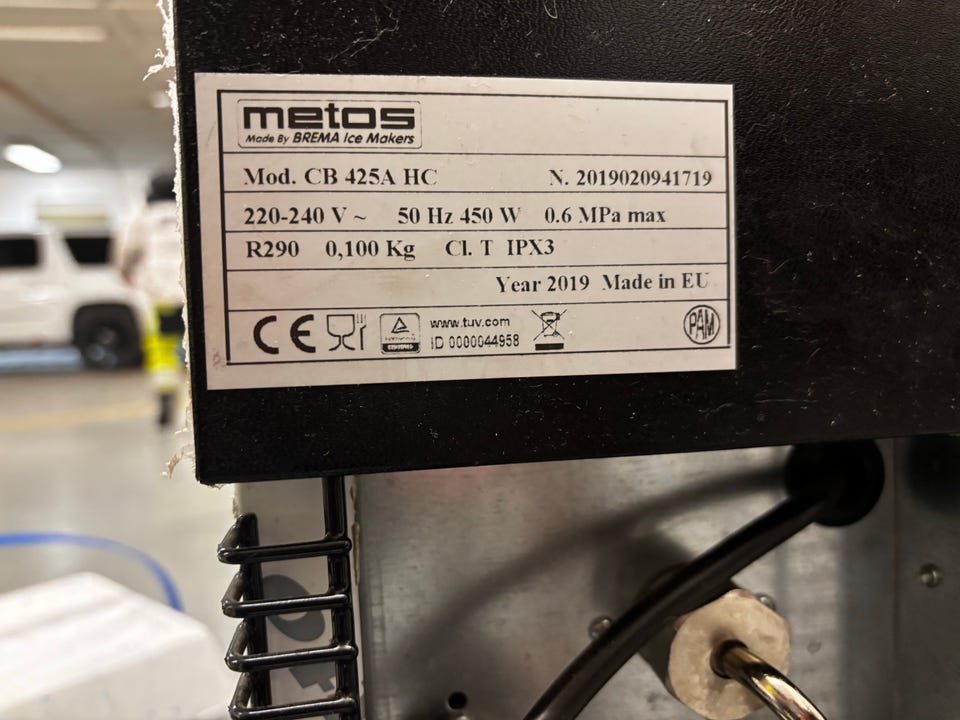 metos
Made By BREMA Ice Makers
Mod. CB 425A HC N. 2019020941719
220-240 V ~ 50 Hz 450 W 0.6 MPa max
R290 0,100 Kg Cl. T IPX3
Year 2019 Made in EU
CE www.tuv.com
ID 0000044958
PAM